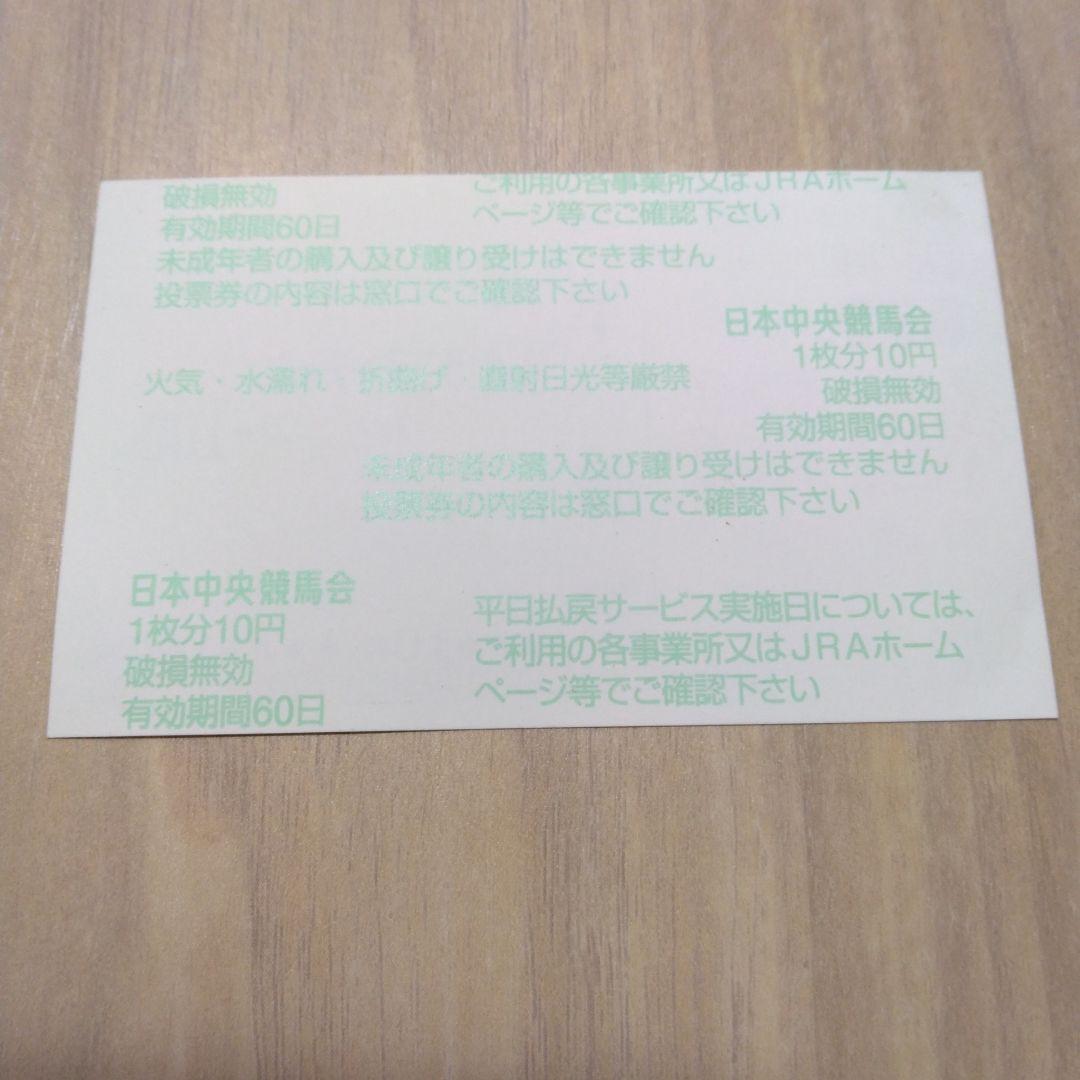 破損無効
有効期間60日
ご利用の各事業所又はJRAホーム
ページ等でご確認下さい
未成年者の購入及び譲り受けはできません
投票券の内容は窓口でご確認下さい
日本中央競馬会
1枚分10円
破損無効
有効期間60日
火気・水濡れ・折曲げ・直射日光等厳禁
未成年者の購入及び譲り受けはできません
投票券の内容は窓口でご確認下さい
日本中央競馬会
1枚分10円
破損無効
有効期間60日
平日払戻サービス実施日については、
ご利用の各事業所又はJRAホーム
ページ等でご確認下さい